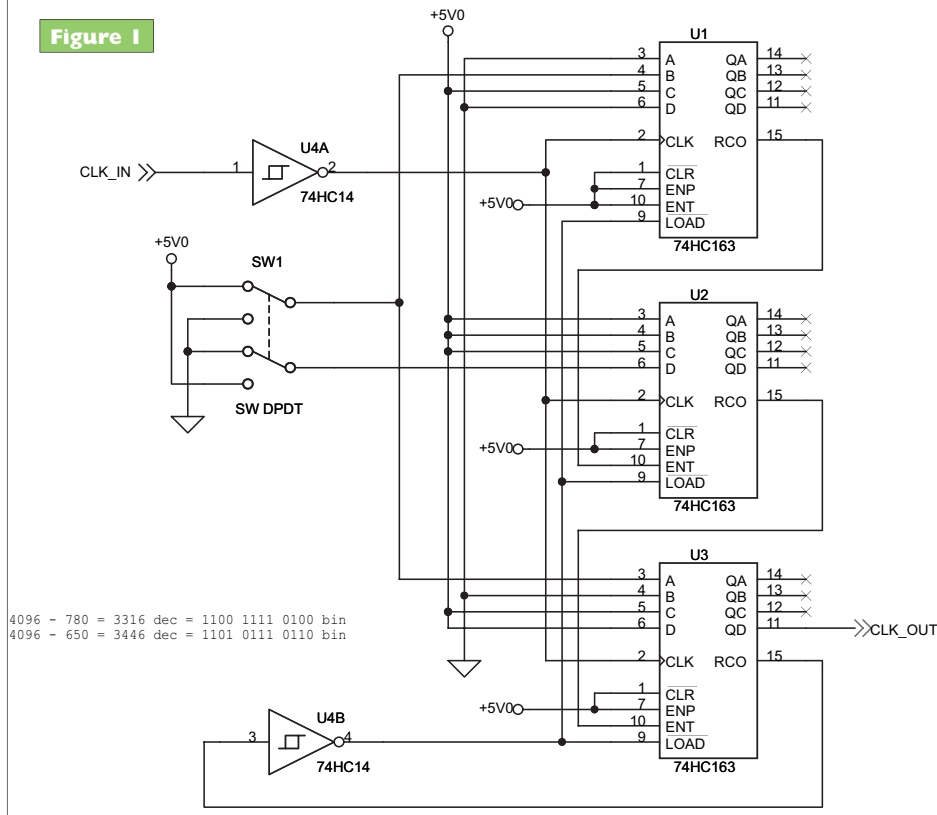 Figure 1
+5V0
U1
3 A QA 14
4 B QB 13
5 C QC 12
6 D QD 11
2 CLK RCO 15
1 CLR
7 ENP
+5V0 10 ENT
9 LOAD
74HC163
CLK_IN 1 U4A 2
74HC14
+5V0
SW1
SW DPDT
U2
3 A QA 14
4 B QB 13
5 C QC 12
6 D QD 11
2 CLK RCO 15
1 CLR
+5V0 7 ENP
10 ENT
9 LOAD
74HC163
U3
3 A QA 14
4 B QB 13
5 C QC 12
6 D QD 11 CLK_OUT
2 CLK RCO 15
1 CLR
+5V0 7 ENP
10 ENT
9 LOAD
74HC163
4096 - 780 = 3316 dec = 1100 1111 0100 bin
4096 - 650 = 3446 dec = 1101 0111 0110 bin
3 U4B 4
74HC14